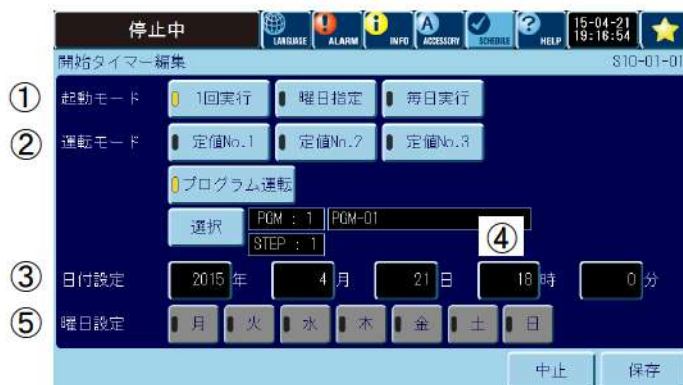 停止中 LANGUAGE ALARM INFO ACCESSORY SCHEDULE HELP 15-04-21
19:16:54
開始タイマー編集 S10-01-01
① 起動モード 1回実行 曜日指定 毎日実行
② 運転モード 定値No.1 定値No.2 定値No.3
プログラム運転
選択 PGM : 1 PGM-01
STEP : 1 ④
③ 日付設定 2015 年 4 月 21 日 18 時 0 分
⑤ 曜日設定 月 火 水 木 金 土 日
中止 保存